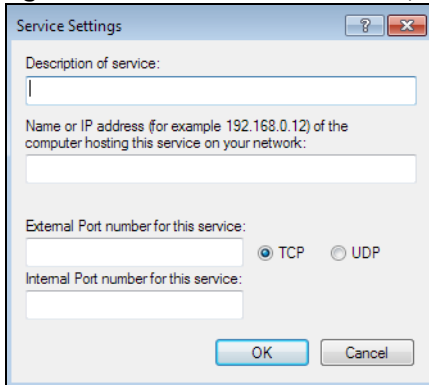 Service Settings
Description of service:
Name or IP address (for example 192.168.0.12) of the
computer hosting this service on your network:
External Port number for this service:
TCP UDP
Internal Port number for this service:
OK Cancel